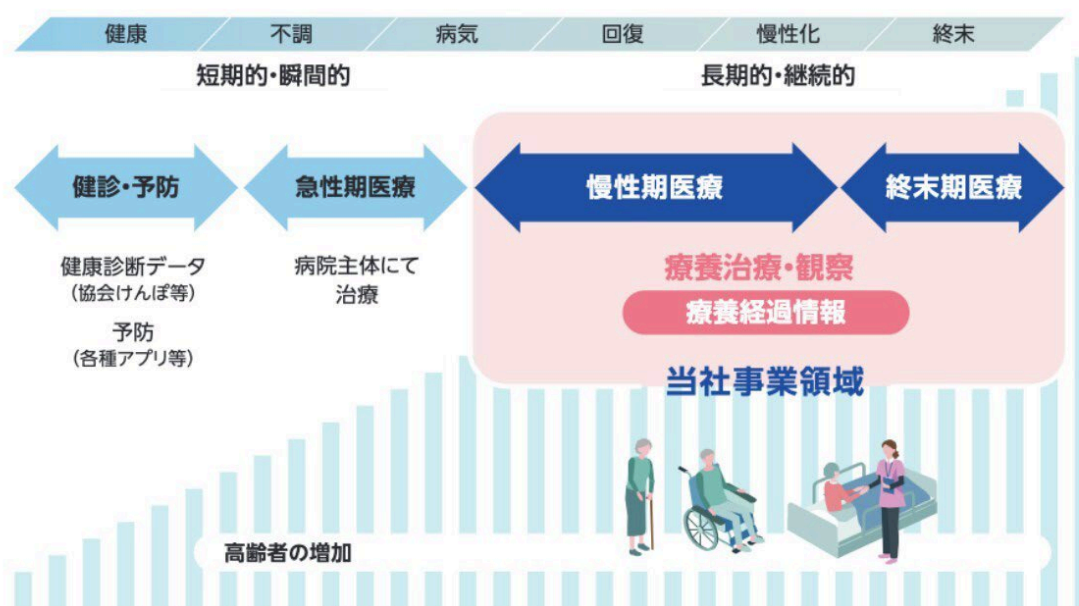 健康 不調 病気 回復 慢性化 終末
短期的・瞬間的 長期的・継続的
健診・予防 急性期医療 慢性期医療 終末期医療
健康診断データ
(協会けんぽ等)
予防
(各種アプリ等)
病院主体にて
治療
療養治療・観察
療養経過情報
当社事業領域
高齢者の増加